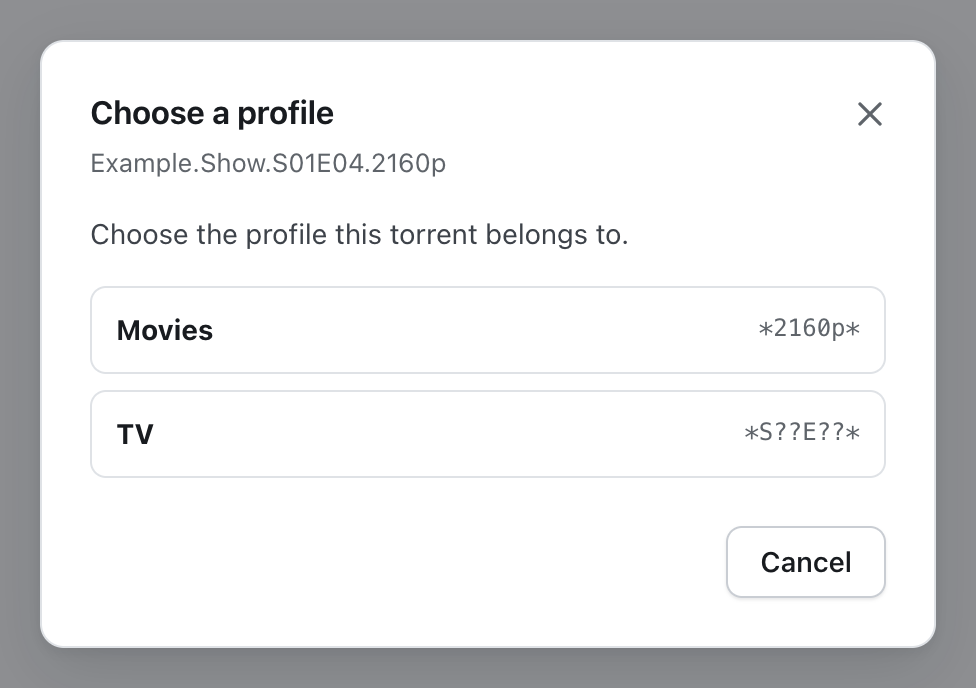 Choose a profile
Example.Show.S01E04.2160p
Choose the profile this torrent belongs to.
Movies *2160p*
TV *S??E??*
Cancel